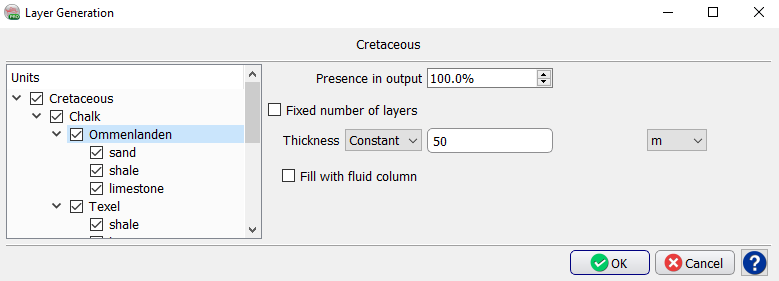 Layer Generation
Cretaceous
Units
Cretaceous
Chalk
Ommenlanden
sand
shale
limestone
Texel
shale
Presence in output 100.0%
Fixed number of layers
Thickness Constant 50 m
Fill with fluid column
OK Cancel ?